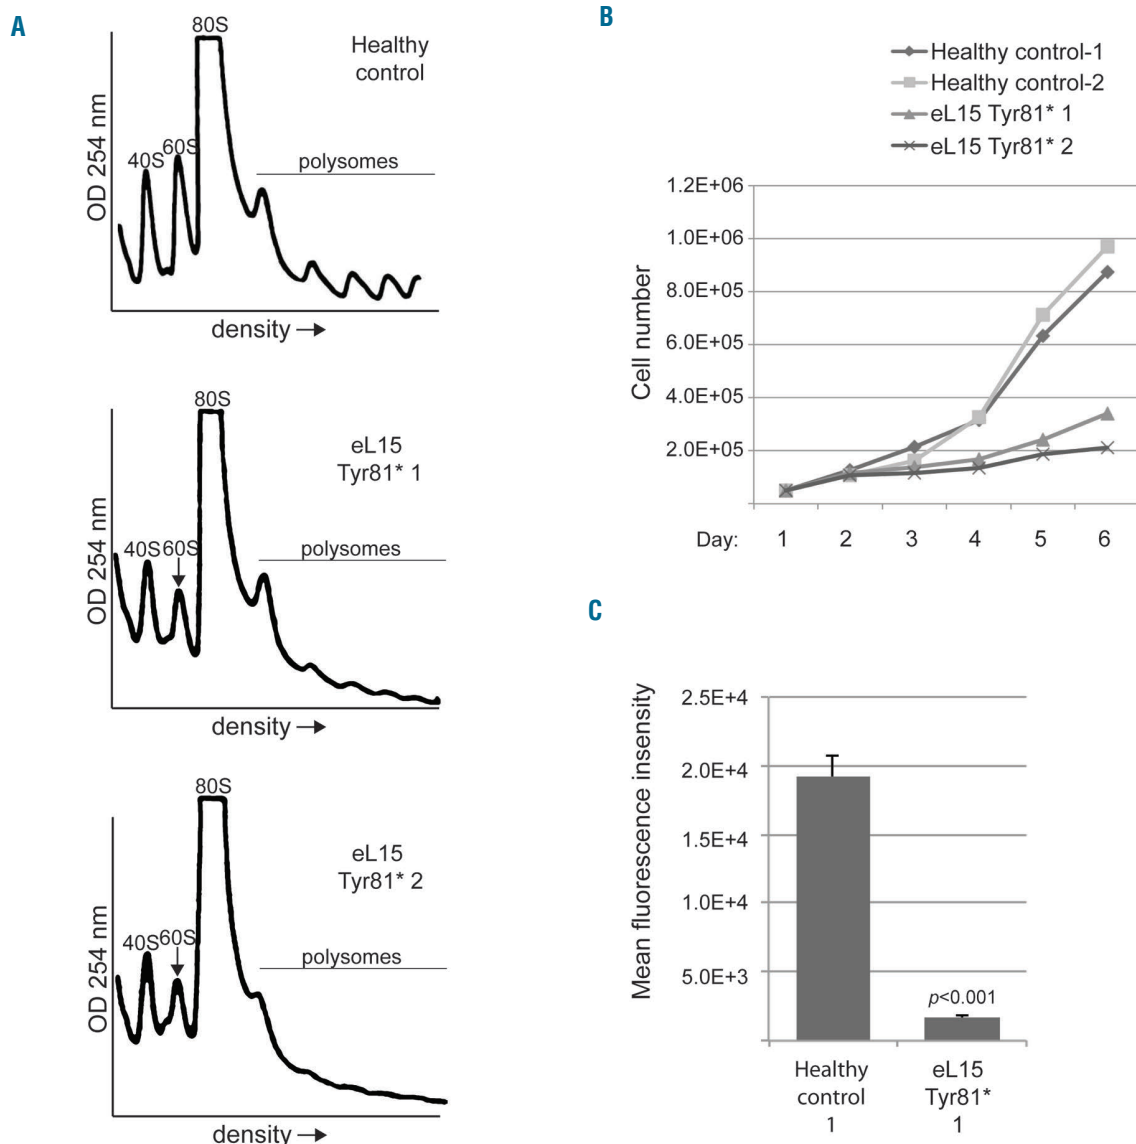 A
80S
Healthy
control
60S
40S
polysomes
OD 254 nm
density →
80S
eL15
Tyr81* 1
40S 60S
polysomes
OD 254 nm
density →
80S
eL15
Tyr81* 2
40S 60S
polysomes
OD 254 nm
density →
B
Healthy control-1
Healthy control-2
eL15 Tyr81* 1
eL15 Tyr81* 2
Cell number
1.2E+06
1.0E+06
8.0E+05
6.0E+05
4.0E+05
2.0E+05
Day: 1 2 3 4 5 6
C
Mean fluorescence insensity
2.5E+4
2.0E+4
1.5E+4
1.0E+4
5.0E+3
p<0.001
Healthy
control
1
eL15
Tyr81*
1